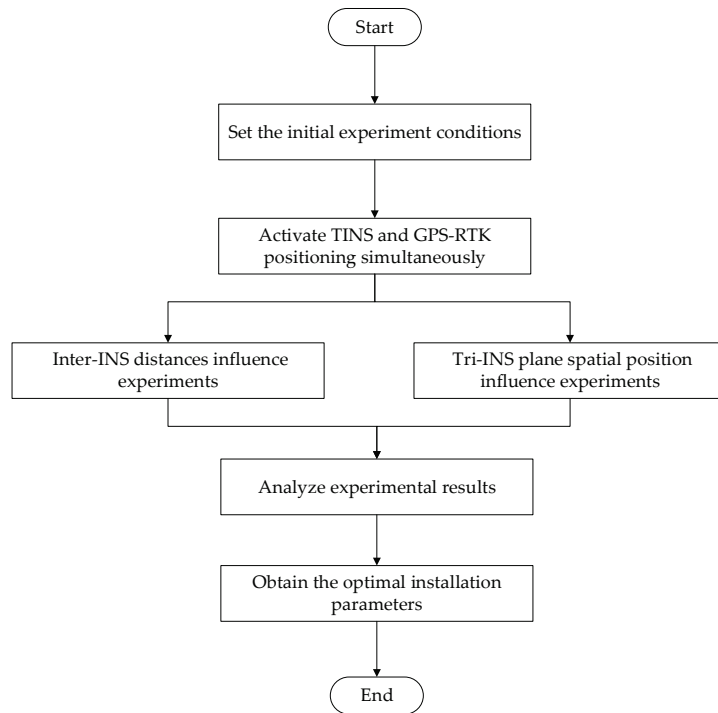 Start
Set the initial experiment conditions
Activate TINS and GPS-RTK
positioning simultaneously
Inter-INS distances influence
experiments
Tri-INS plane spatial position
influence experiments
Analyze experimental results
Obtain the optimal installation
parameters
End